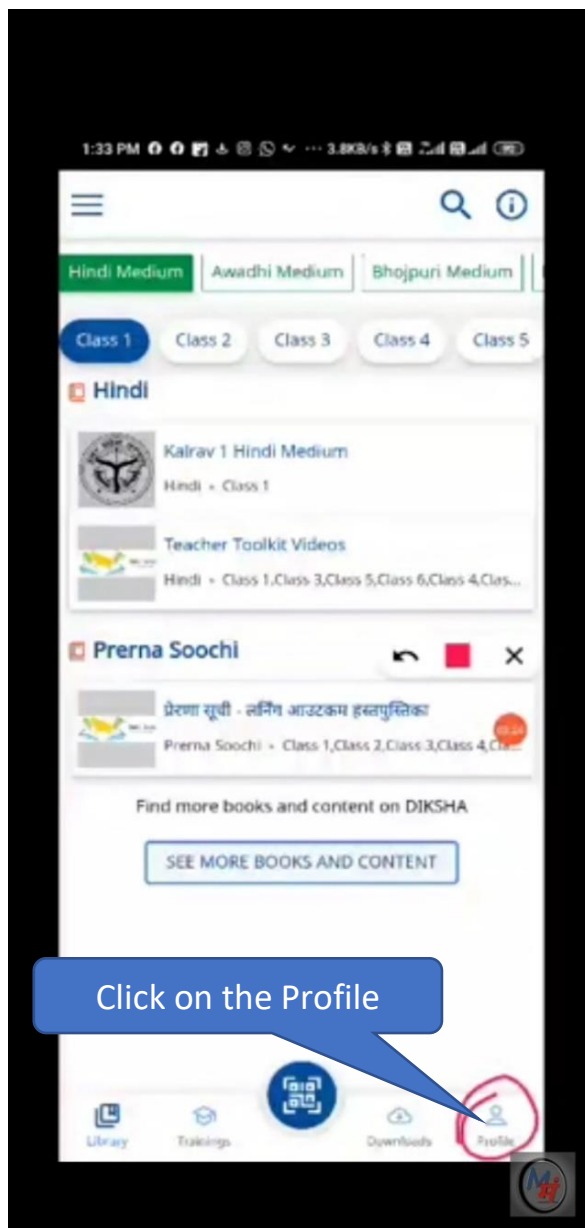 1:33 PM ... 3.8KB/s
Hindi Medium Awadhi Medium Bhojpuri Medium
Class 1 Class 2 Class 3 Class 4 Class 5
Hindi
Kalrav 1 Hindi Medium
Hindi • Class 1
Teacher Toolkit Videos
Hindi • Class 1,Class 3,Class 5,Class 6,Class 4,Clas...
Prerna Soochi
प्रेरणा सूची - लर्निंग आउटकम हस्तपुस्तिका
Prerna Soochi • Class 1,Class 2,Class 3,Class 4,Cla...
Find more books and content on DIKSHA
SEE MORE BOOKS AND CONTENT
Click on the Profile
Library Trainings Downloads Profile